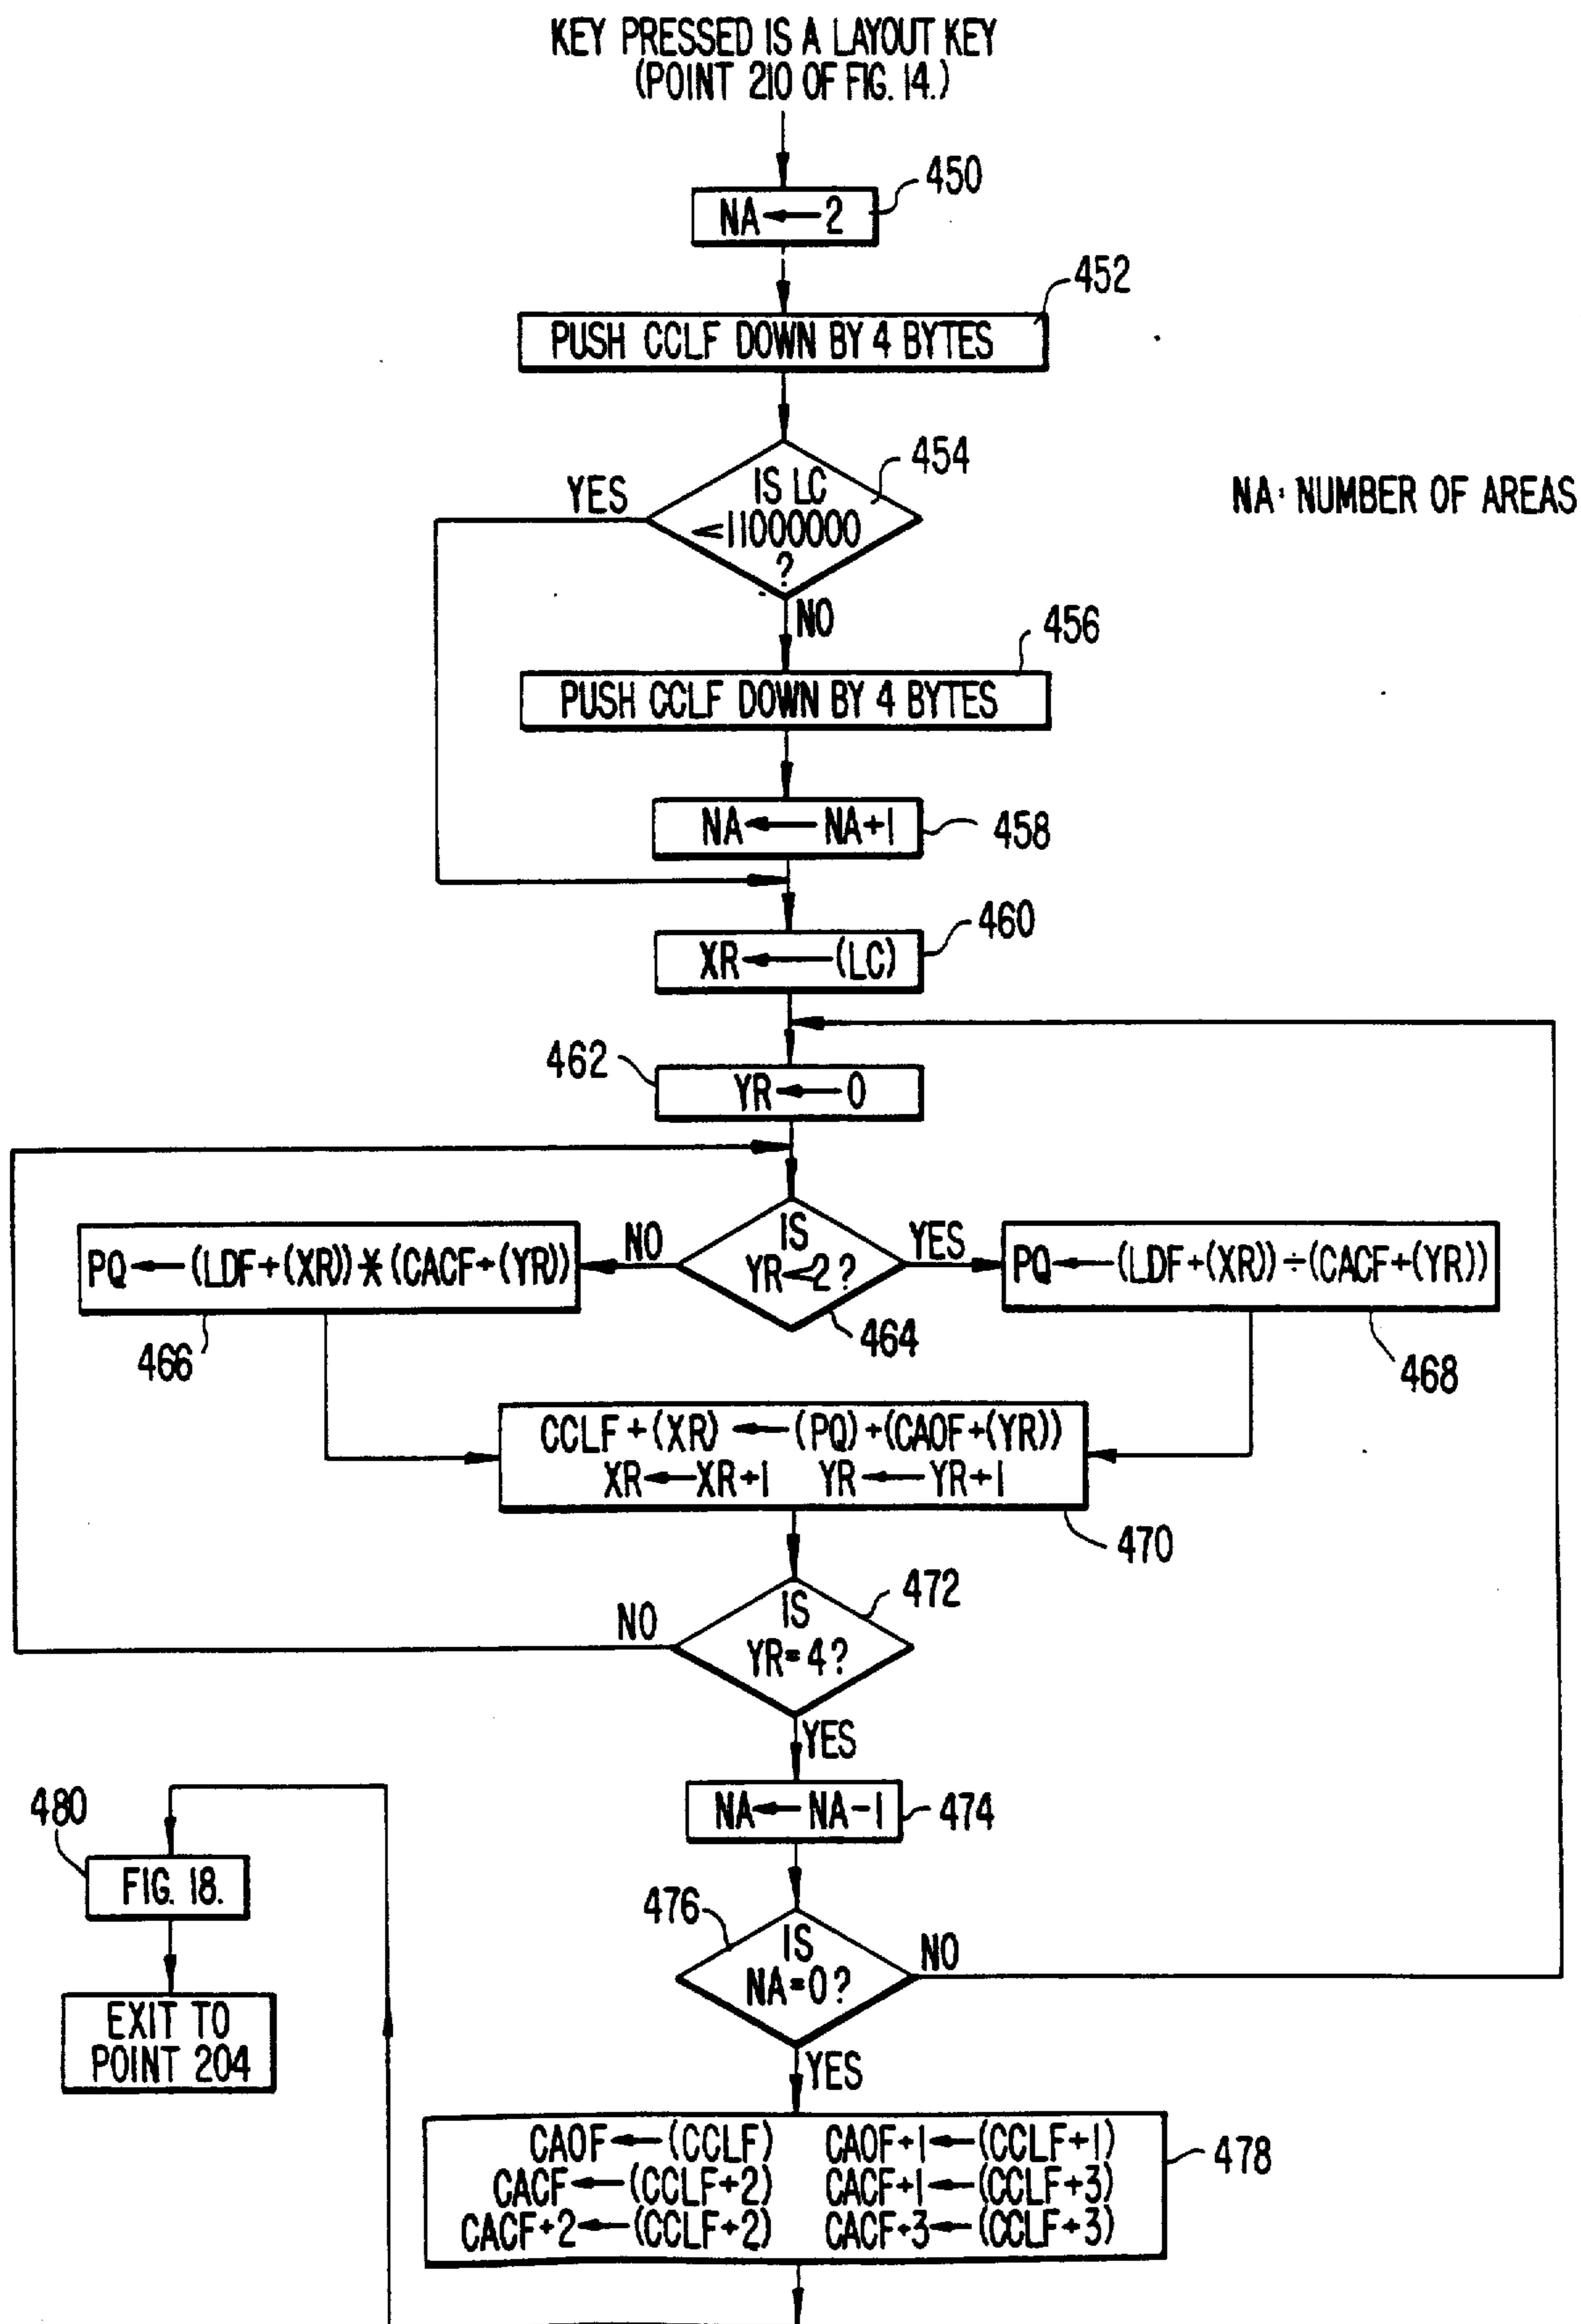 KEY PRESSED IS A LAYOUT KEY
(POINT 210 OF FIG. 14.)
450
NA←2
452
PUSH CCLF DOWN BY 4 BYTES
454
YES
IS LC
<11000000
?
NA: NUMBER OF AREAS
NO
456
PUSH CCLF DOWN BY 4 BYTES
NA←NA+1
458
460
XR←(LC)
462
YR←0
PQ←(LDF+(XR))*(CACF+(YR))
NO
IS
YR<2?
YES
PQ←(LDF+(XR))÷(CACF+(YR))
466
464
468
CCLF+(XR)←(PQ)+(CAOF+(YR))
XR←XR+1 YR←YR+1
470
472
NO
IS
YR=4?
YES
480
NA←NA-1
474
FIG. 18.
476
IS
NA=0?
NO
EXIT TO
POINT 204
YES
CAOF←(CCLF) CAOF+1←(CCLF+1)
CACF←(CCLF+2) CACF+1←(CCLF+3)
CACF+2←(CCLF+2) CACF+3←(CCLF+3)
478